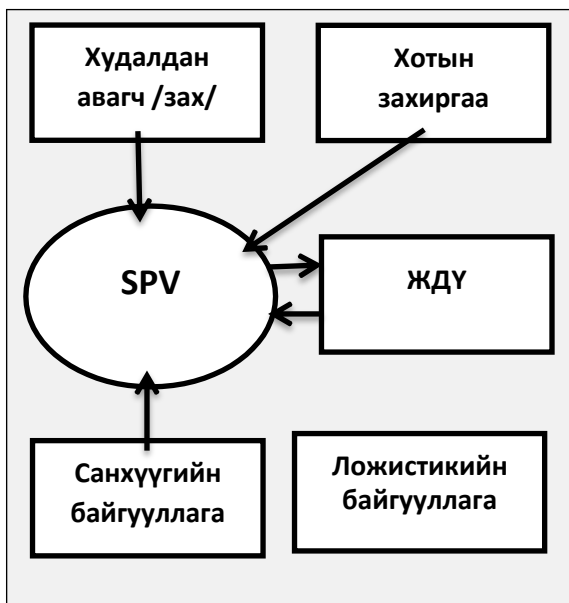 Худалдан
авагч /зах/
Хотын
захиргаа
SPV
ЖДҮ
Санхүүгийн
байгууллага
Ложистикийн
байгууллага